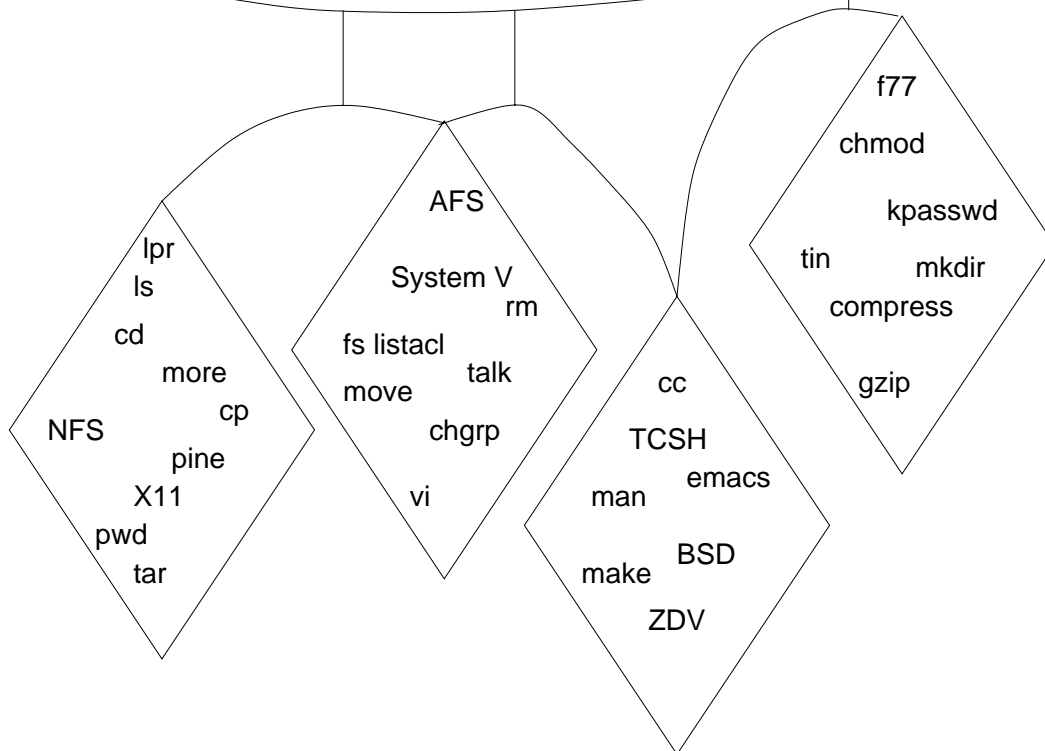 lpr
ls
cd
more
cp
NFS
pine
X11
pwd
tar
AFS
System V
rm
fs listacl
talk
move
chgrp
vi
cc
TCSH
emacs
man
BSD
make
ZDV
f77
chmod
kpasswd
tin
mkdir
compress
gzip